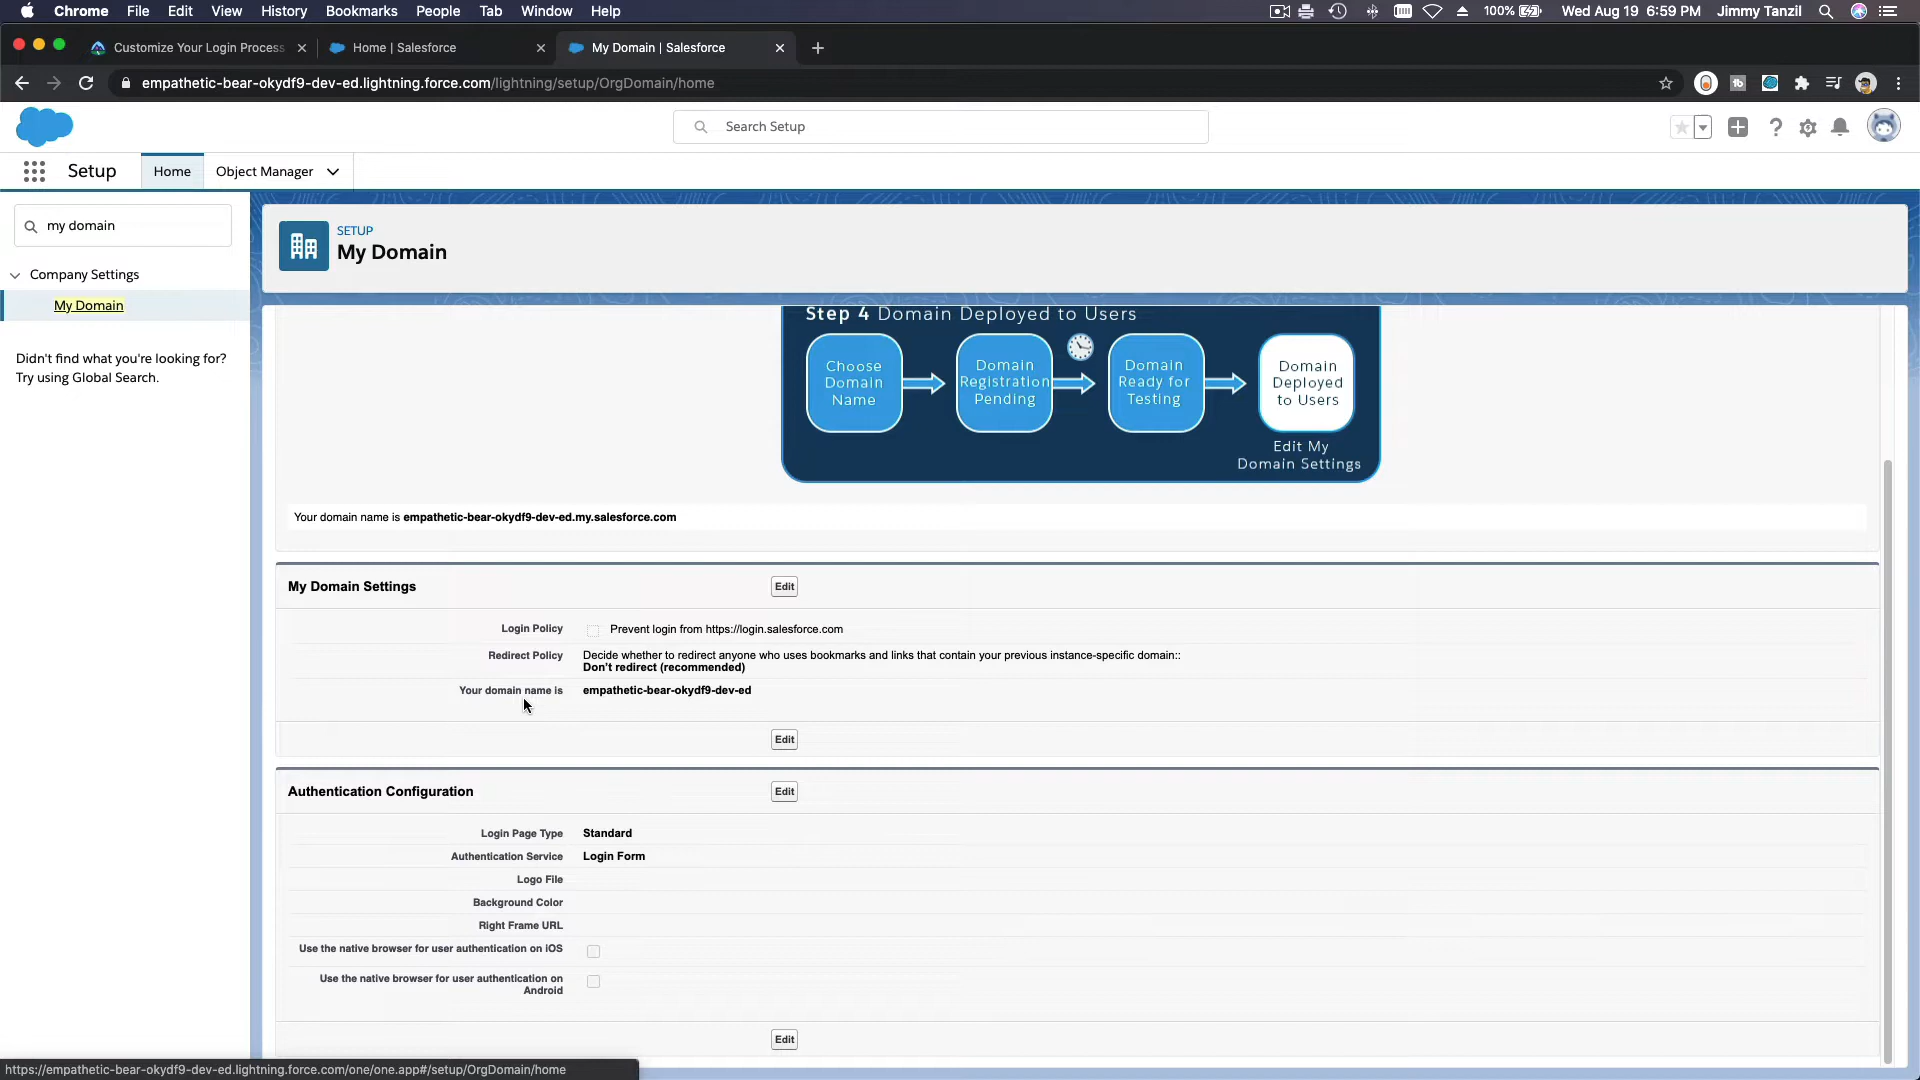 Chrome File Edit View History Bookmarks People Tab Window Help 100% Wed Aug 19 6:59 PM Jimmy Tanzil
Customize Your Login Process Home | Salesforce My Domain | Salesforce
empathetic-bear-okydf9-dev-ed.lightning.force.com/lightning/setup/OrgDomain/home
Search Setup
Setup Home Object Manager
my domain
Company Settings
My Domain
Didn't find what you're looking for?
Try using Global Search.
SETUP
My Domain
Step 4 Domain Deployed to Users
Choose
Domain
Name
Domain
Registration
Pending
Domain
Ready for
Testing
Domain
Deployed
to Users
Edit My
Domain Settings
Your domain name is empathetic-bear-okydf9-dev-ed.my.salesforce.com
My Domain Settings Edit
Login Policy Prevent login from https://login.salesforce.com
Redirect Policy Decide whether to redirect anyone who uses bookmarks and links that contain your previous instance-specific domain::
Don't redirect (recommended)
Your domain name is empathetic-bear-okydf9-dev-ed
Edit
Authentication Configuration Edit
Login Page Type Standard
Authentication Service Login Form
Logo File
Background Color
Right Frame URL
Use the native browser for user authentication on iOS
Use the native browser for user authentication on
Android
Edit
https://empathetic-bear-okydf9-dev-ed.lightning.force.com/one/one.app#/setup/OrgDomain/home